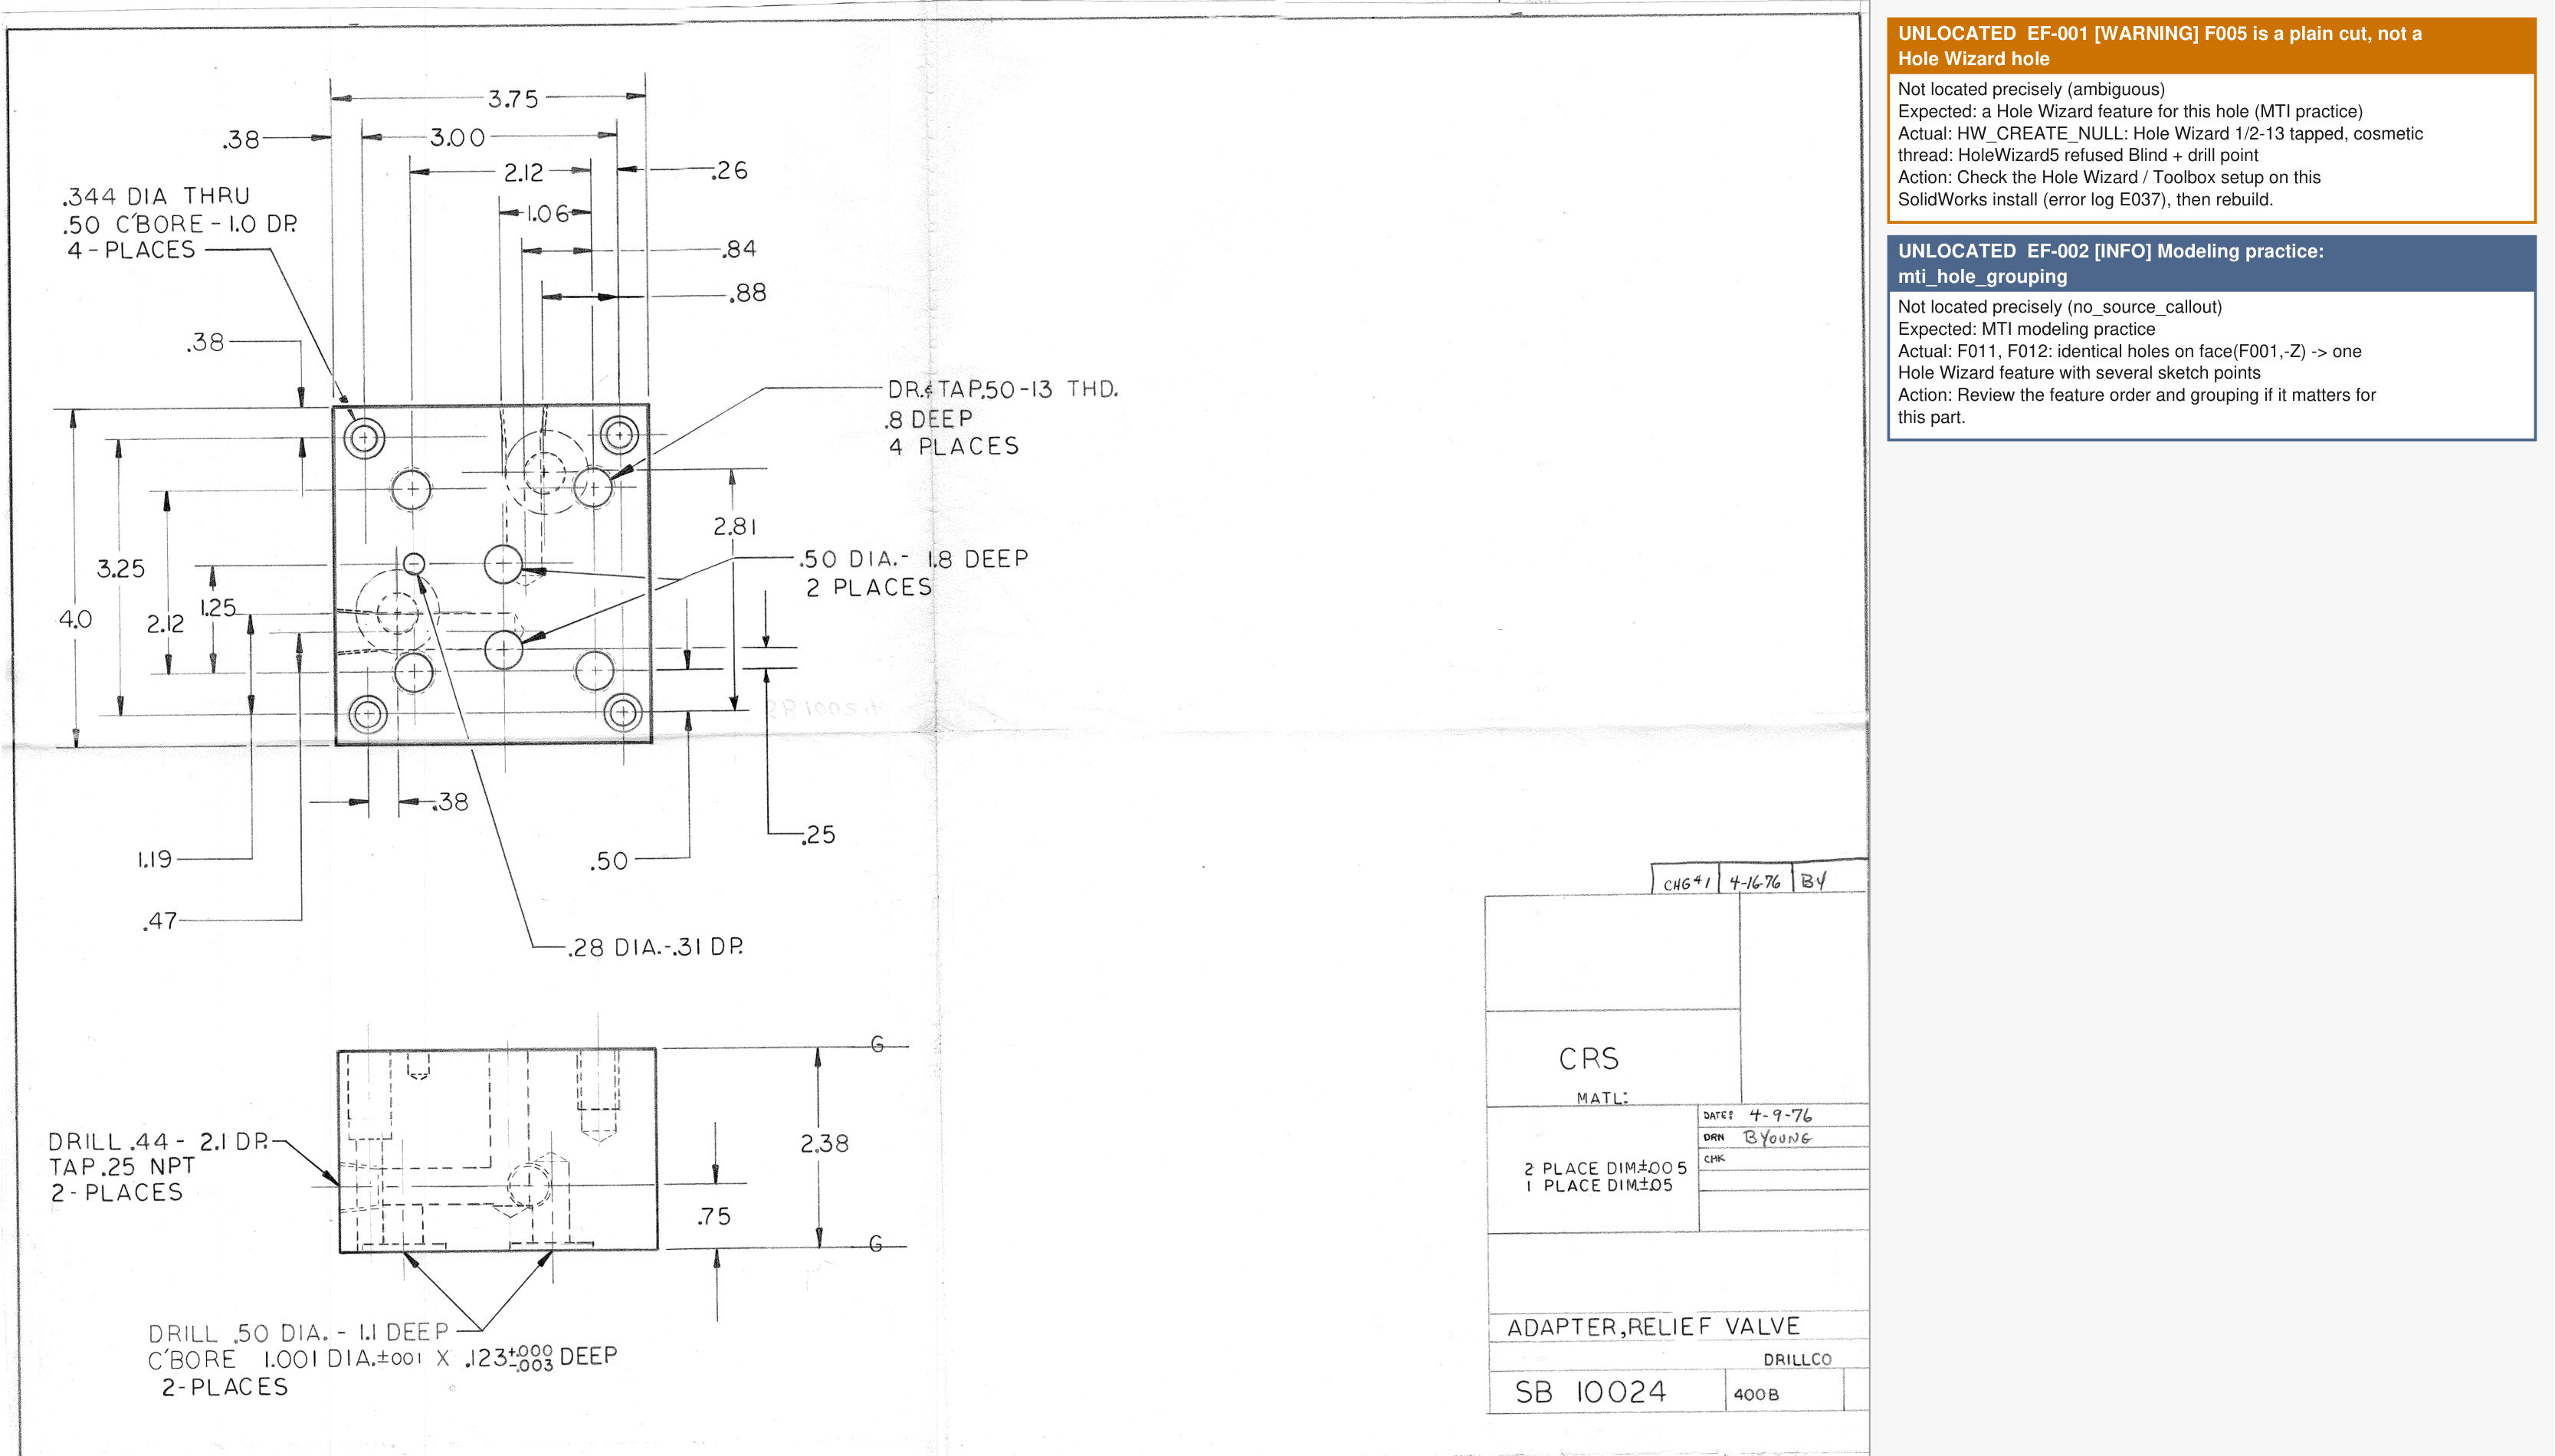 3.75
.38
3.00
2.12
.26
1.06
.84
.88
.344 DIA THRU
.50 C'BORE - 1.0 DP.
4 - PLACES
.38
DR.& TAP .50-13 THD.
.8 DEEP
4 PLACES
2.81
.50 DIA. - 1.8 DEEP
2 PLACES
3.25
4.0
2.12
1.25
.38
1.19
.47
.50
.25
.28 DIA.-.31 DP.
G
2.38
.75
G
DRILL .44 - 2.1 DP.
TAP .25 NPT
2 - PLACES
DRILL .50 DIA. - 1.1 DEEP
C'BORE 1.001 DIA.±001 X .123 +.000 -.003 DEEP
2-PLACES
CHG#1 4-16-76 BY
CRS
MATL:
DATE: 4-9-76
DRN BYOUNG
CHK
2 PLACE DIM.±.005
1 PLACE DIM.±.05
ADAPTER, RELIEF VALVE
DRILLCO
SB 10024 400B
UNLOCATED EF-001 [WARNING] F005 is a plain cut, not a
Hole Wizard hole
Not located precisely (ambiguous)
Expected: a Hole Wizard feature for this hole (MTI practice)
Actual: HW_CREATE_NULL: Hole Wizard 1/2-13 tapped, cosmetic
thread: HoleWizard5 refused Blind + drill point
Action: Check the Hole Wizard / Toolbox setup on this
SolidWorks install (error log E037), then rebuild.
UNLOCATED EF-002 [INFO] Modeling practice:
mti_hole_grouping
Not located precisely (no_source_callout)
Expected: MTI modeling practice
Actual: F011, F012: identical holes on face(F001,-Z) -> one
Hole Wizard feature with several sketch points
Action: Review the feature order and grouping if it matters for
this part.